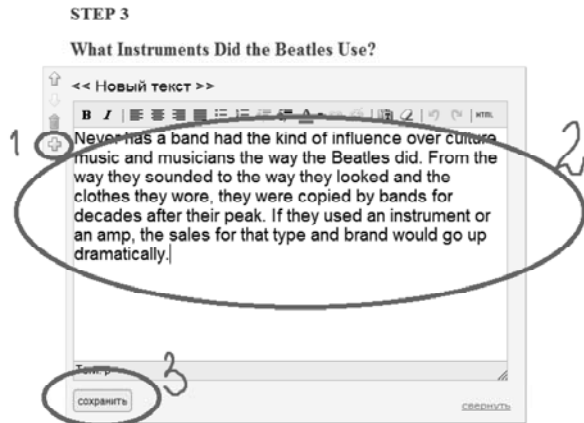 STEP 3
What Instruments Did the Beatles Use?
<< Новый текст >>
B I HTML
1
2
Never has a band had the kind of influence over culture
music and musicians the way the Beatles did. From the
way they sounded to the way they looked and the
clothes they wore, they were copied by bands for
decades after their peak. If they used an instrument or
an amp, the sales for that type and brand would go up
dramatically.
3
сохранить
свернуть